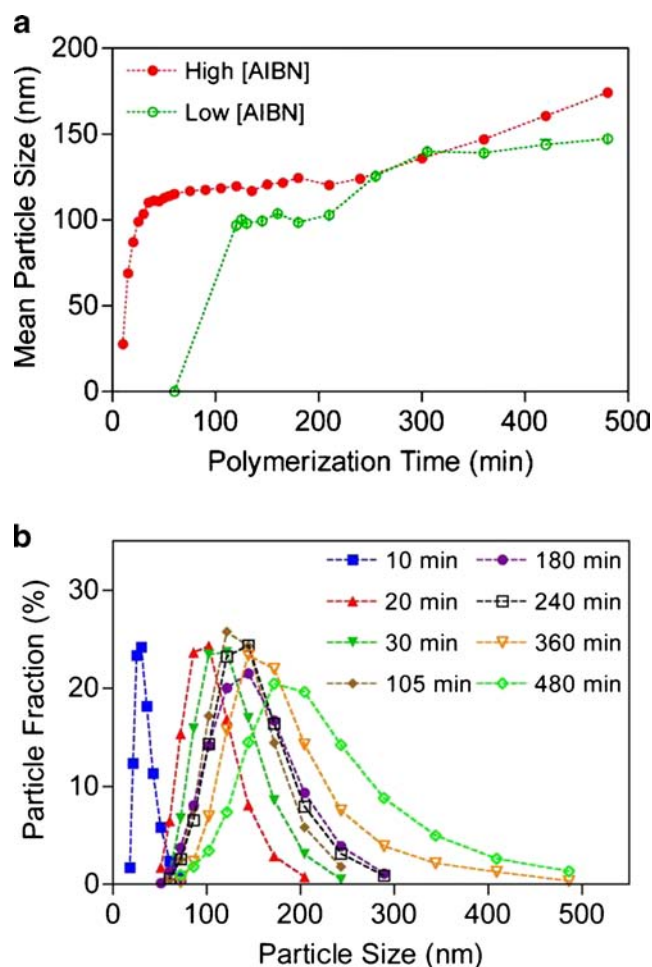 a
200
150
100
50
0
Mean Particle Size (nm)
High [AIBN]
Low [AIBN]
0 100 200 300 400 500
Polymerization Time (min)
b
30
20
10
0
Particle Fraction (%)
10 min 180 min
20 min 240 min
30 min 360 min
105 min 480 min
0 100 200 300 400 500
Particle Size (nm)